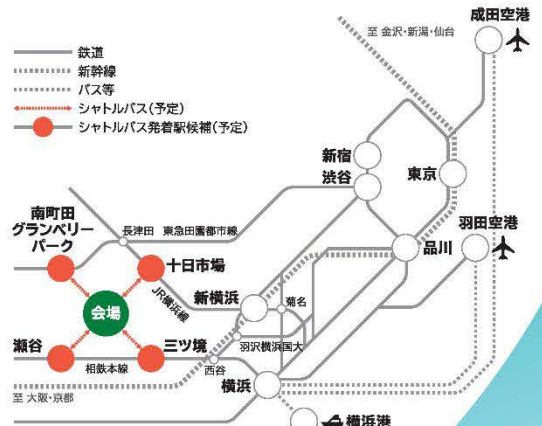 成田空港
至 金沢・新潟・仙台
鉄道
新幹線
バス等
シャトルバス(予定)
シャトルバス発着駅候補(予定)
新宿
渋谷
東京
羽田空港
品川
南町田
グランベリー
パーク
長津田
東急田園都市線
十日市場
JR横浜線
新横浜
菊名
会場
羽沢横浜国大
瀬谷
三ツ境
相鉄本線
西谷
横浜
至 大阪・京都
横浜港